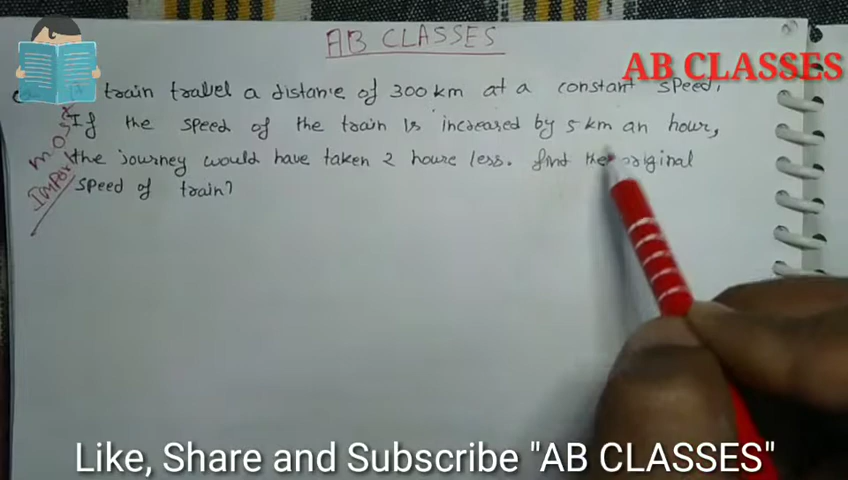 AB CLASSES
AB CLASSES
train travel a distance of 300 km at a constant speed.
If the speed of the train is increased by 5 km an hour,
the journey would have taken 2 hours less. find the original
speed of train?
most
Import
Like, Share and Subscribe "AB CLASSES"